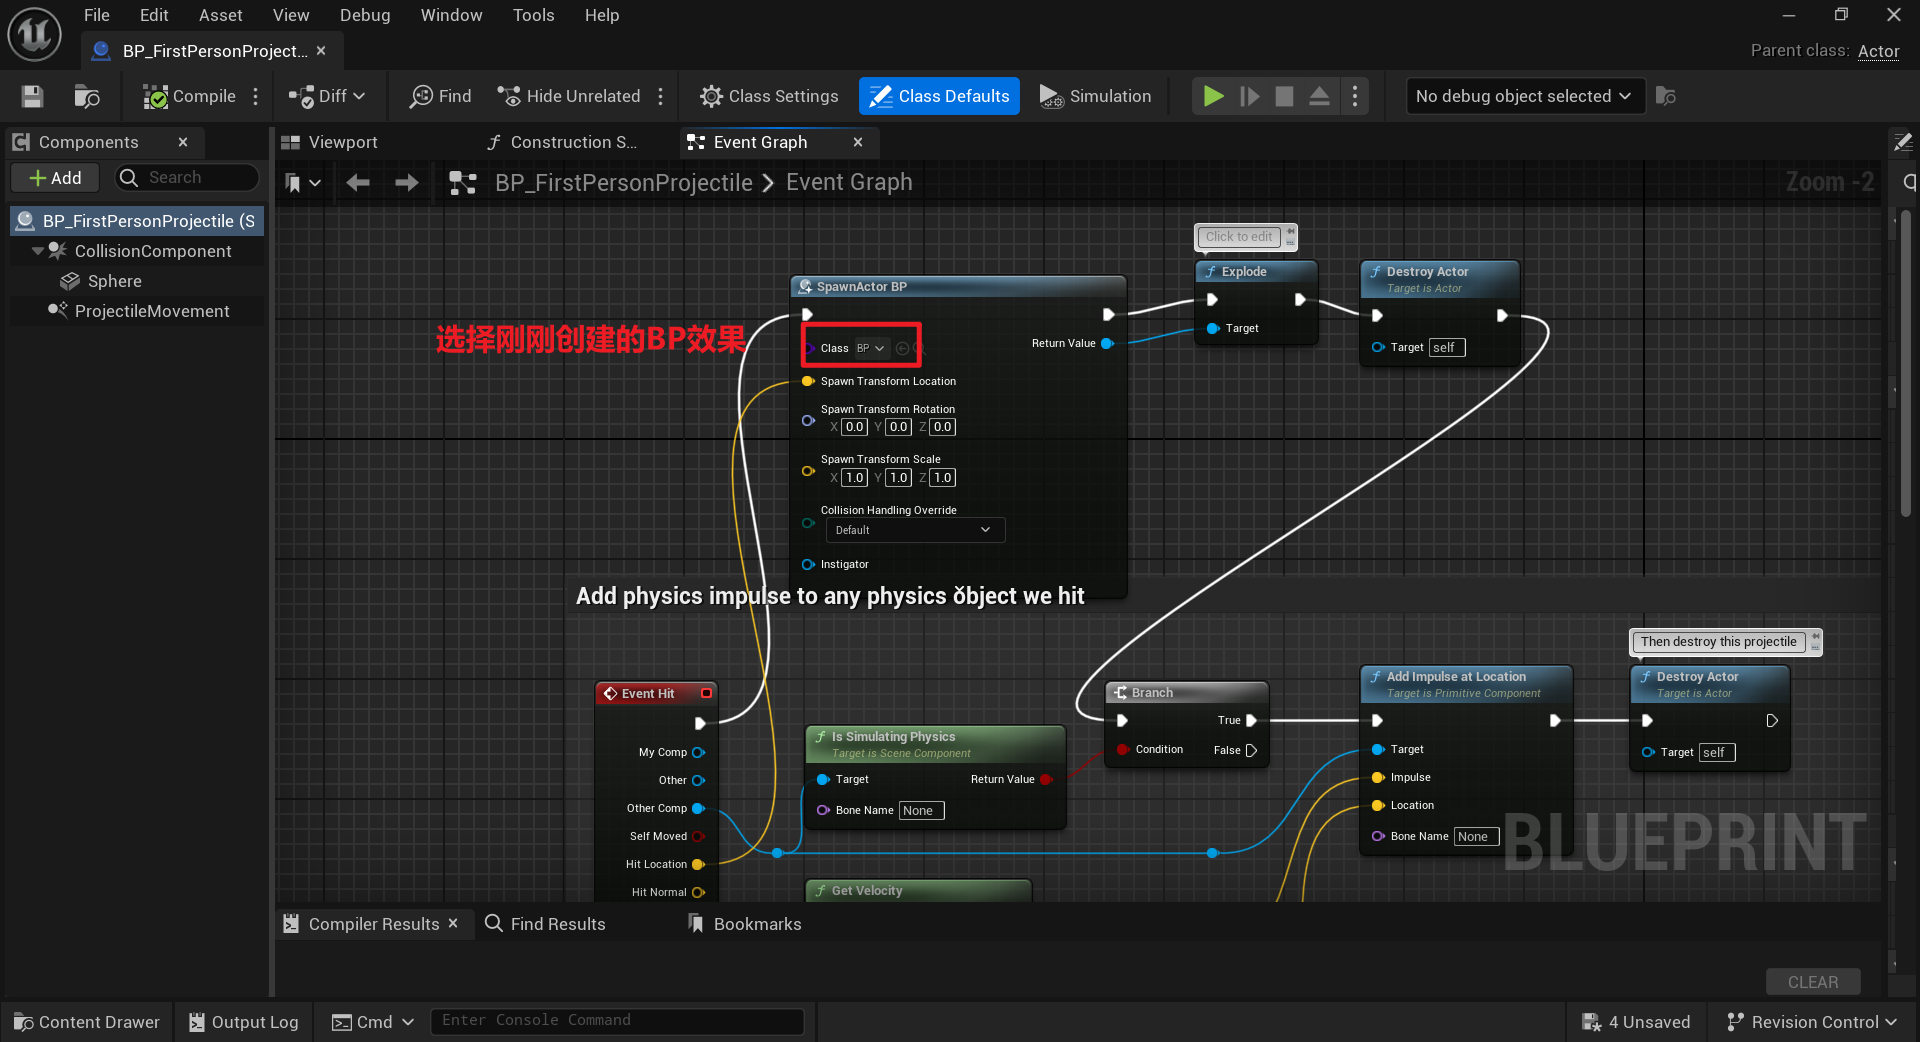 File Edit Asset View Debug Window Tools Help
BP_FirstPersonProject...
Parent class: Actor
Compile Diff Find Hide Unrelated Class Settings Class Defaults Simulation No debug object selected
Components
Viewport Construction S... Event Graph
Add Search
BP_FirstPersonProjectile > Event Graph
Zoom -2
BP_FirstPersonProjectile (S
CollisionComponent
Sphere
ProjectileMovement
Click to edit
Explode
Target
Destroy Actor
Target is Actor
Target self
SpawnActor BP
选择刚刚创建的BP效果
Class BP
Return Value
Spawn Transform Location
Spawn Transform Rotation
X 0.0 Y 0.0 Z 0.0
Spawn Transform Scale
X 1.0 Y 1.0 Z 1.0
Collision Handling Override
Default
Instigator
Add physics impulse to any physics object we hit
Event Hit
My Comp
Other
Other Comp
Self Moved
Hit Location
Hit Normal
Is Simulating Physics
Target is Scene Component
Target Return Value
Bone Name None
Get Velocity
Branch
True
Condition False
Add Impulse at Location
Target is Primitive Component
Target
Impulse
Location
Bone Name None
Then destroy this projectile
Destroy Actor
Target is Actor
Target self
BLUEPRINT
Compiler Results Find Results Bookmarks
CLEAR
Content Drawer Output Log Cmd Enter Console Command 4 Unsaved Revision Control